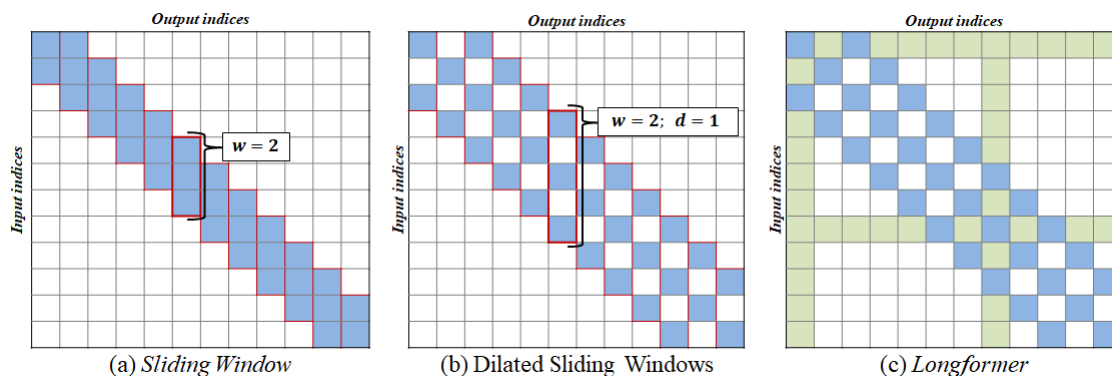 Output indices
Output indices
Output indices
Input indices
w = 2
Input indices
w = 2; d = 1
Input indices
(a) Sliding Window
(b) Dilated Sliding Windows
(c) Longformer